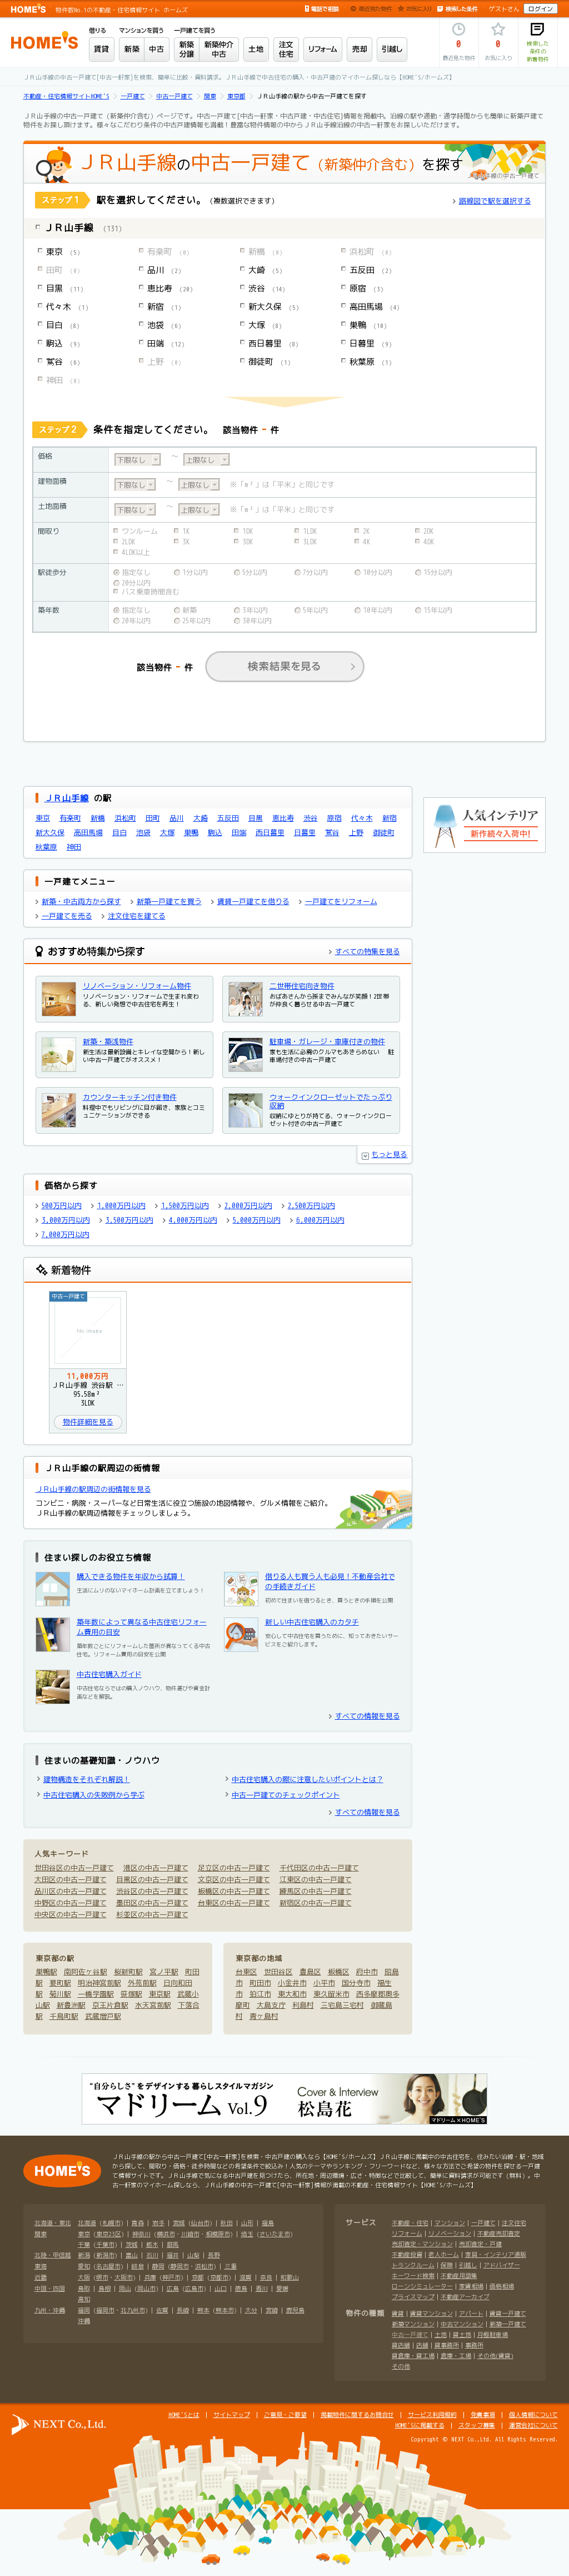 HOME'S 物件数No.1の不動産・住宅情報サイト ホームズ
電話で相談 最近見た物件 お気に入り 検索した条件 ゲストさん ログイン
HOME'S
借りる マンションを買う 一戸建てを買う
賃貸 新築 中古 新築分譲 新築仲介中古 土地 注文住宅 リフォーム 売却 引越し
0 最近見た物件
0 お気に入り
検索した条件の新着物件
ＪＲ山手線の中古一戸建て[中古一軒家]を検索、簡単に比較・資料請求。ＪＲ山手線で中古住宅の購入・中古戸建のマイホーム探しなら【HOME'S/ホームズ】
不動産・住宅情報サイトHOME'S > 一戸建て > 中古一戸建て > 関東 > 東京都 > ＪＲ山手線の駅から中古一戸建てを探す
ＪＲ山手線の中古一戸建て（新築仲介含む）ページです。中古一戸建て[中古一軒家・中古戸建・中古住宅]情報を掲載中。沿線の駅や通勤・通学時間からも簡単に新築戸建て物件をお探し頂けます。様々なこだわり条件の中古戸建情報も満載！豊富な物件情報の中からＪＲ山手線沿線の中古一軒家をお探しいただけます。
ＪＲ山手線の中古一戸建て（新築仲介含む）を探す
ＪＲ山手線の中古一戸建て
ステップ1 駅を選択してください。（複数選択できます）
路線図で駅を選択する
ＪＲ山手線 (131)
東京 (5) 有楽町 (0) 新橋 (0) 浜松町 (0)
田町 (0) 品川 (2) 大崎 (5) 五反田 (2)
目黒 (11) 恵比寿 (20) 渋谷 (14) 原宿 (3)
代々木 (1) 新宿 (1) 新大久保 (5) 高田馬場 (4)
目白 (8) 池袋 (6) 大塚 (8) 巣鴨 (10)
駒込 (9) 田端 (12) 西日暮里 (8) 日暮里 (9)
鴬谷 (6) 上野 (0) 御徒町 (1) 秋葉原 (1)
神田 (0)
ステップ2 条件を指定してください。 該当物件 - 件
価格 下限なし ～ 上限なし
建物面積 下限なし ～ 上限なし ※「m²」は「平米」と同じです
土地面積 下限なし ～ 上限なし ※「m²」は「平米」と同じです
間取り ワンルーム 1K 1DK 1LDK 2K 2DK
2LDK 3K 3DK 3LDK 4K 4DK
4LDK以上
駅徒歩分 指定なし 1分以内 5分以内 7分以内 10分以内 15分以内
20分以内
バス乗車時間含む
築年数 指定なし 新築 3年以内 5年以内 10年以内 15年以内
20年以内 25年以内 30年以内
該当物件 - 件 検索結果を見る
ＪＲ山手線 の駅
東京 有楽町 新橋 浜松町 田町 品川 大崎 五反田 目黒 恵比寿 渋谷 原宿 代々木 新宿
新大久保 高田馬場 目白 池袋 大塚 巣鴨 駒込 田端 西日暮里 日暮里 鴬谷 上野 御徒町
秋葉原 神田
人気インテリア
新作続々入荷中!
一戸建てメニュー
新築・中古両方から探す 新築一戸建てを買う 賃貸一戸建てを借りる 一戸建てをリフォーム
一戸建てを売る 注文住宅を建てる
おすすめ特集から探す
すべての特集を見る
リノベーション・リフォーム物件
リノベーション・リフォームで生まれ変わる、新しい発想で中古住宅を再生！
二世帯住宅向き物件
おばあさんから孫までみんなが笑顔！2世帯が仲良く暮らせる中古一戸建て
新築・築浅物件
新生活は最新設備とキレイな空間から！新しい中古一戸建てがオススメ！
駐車場・ガレージ・車庫付きの物件
家も生活に必需のクルマもあきらめない 駐車場付きの中古一戸建て
カウンターキッチン付き物件
料理中でもリビングに目が届き、家族とコミュニケーションができる
ウォークインクローゼットでたっぷり収納
収納にゆとりが持てる、ウォークインクローゼット付きの中古一戸建て
もっと見る
価格から探す
500万円以内 1,000万円以内 1,500万円以内 2,000万円以内 2,500万円以内
3,000万円以内 3,500万円以内 4,000万円以内 5,000万円以内 6,000万円以内
7,000万円以内
新着物件
中古一戸建て
No image
11,000万円
ＪＲ山手線 渋谷駅 …
95.58m²
3LDK
物件詳細を見る
ＪＲ山手線の駅周辺の街情報
ＪＲ山手線の駅周辺の街情報を見る
コンビニ・病院・スーパーなど日常生活に役立つ施設の地図情報や、グルメ情報をご紹介。
ＪＲ山手線の駅周辺情報をチェックしましょう。
住まい探しのお役立ち情報
購入できる物件を年収から試算！
生活にムリのないマイホーム計画を立てましょう！
借りる人も買う人も必見！不動産会社での手続きガイド
初めて住まいを借りるとき、買うときの手順を公開
築年数によって異なる中古住宅リフォーム費用の目安
築年数ごとにリフォームした箇所が異なってくる中古住宅。リフォーム費用の目安を公開
新しい中古住宅購入のカタチ
安心して中古住宅を買うために、知っておきたいサービスをご紹介します。
中古住宅購入ガイド
中古住宅ならではの購入ノウハウ、物件選びや資金計画などを解説。
すべての情報を見る
住まいの基礎知識・ノウハウ
建物構造をそれぞれ解説！ 中古住宅購入の際に注意したいポイントとは？
中古住宅購入の失敗例から学ぶ 中古一戸建てのチェックポイント
すべての情報を見る
人気キーワード
世田谷区の中古一戸建て 港区の中古一戸建て 足立区の中古一戸建て 千代田区の中古一戸建て
大田区の中古一戸建て 目黒区の中古一戸建て 文京区の中古一戸建て 江東区の中古一戸建て
品川区の中古一戸建て 渋谷区の中古一戸建て 板橋区の中古一戸建て 練馬区の中古一戸建て
中野区の中古一戸建て 墨田区の中古一戸建て 台東区の中古一戸建て 新宿区の中古一戸建て
中央区の中古一戸建て 杉並区の中古一戸建て
東京都の駅
巣鴨駅 南阿佐ヶ谷駅 桜新町駅 宮ノ平駅 町田駅 要町駅 明治神宮前駅 外苑前駅 日向和田駅 菊川駅 一橋学園駅 笹塚駅 東京駅 武蔵小山駅 新豊洲駅 京王片倉駅 水天宮前駅 下落合駅 千鳥町駅 武蔵増戸駅
東京都の地域
台東区 世田谷区 豊島区 板橋区 府中市 昭島市 町田市 小金井市 小平市 国分寺市 福生市 狛江市 東大和市 東久留米市 西多摩郡奥多摩町 大島支庁 利島村 三宅島三宅村 御蔵島村 青ヶ島村
"自分らしさ"をデザインする暮らしスタイルマガジン
マドリーム Vol.9
Cover & Interview
松島花
マドリーム×HOME'S
HOME'S
ＪＲ山手線の駅から中古一戸建て[中古一軒家]を検索・中古戸建の購入なら【HOME'S/ホームズ】ＪＲ山手線に掲載中の中古住宅を、住みたい沿線・駅・地域から探して、間取り・価格・徒歩時間などの希望条件で絞込み！人気のテーマやランキング・リフォームなど、様々な方法でご希望の物件を探せる一戸建て情報サイトです。ＪＲ山手線で気になる中古戸建を見つけたら、所在地・周辺環境・広さ・特徴などで比較して、簡単に資料請求が可能です（無料）。中古一軒家のマイホーム探しなら、ＪＲ山手線の中古一戸建て[中古一軒家]情報が満載の不動産・住宅情報サイト【HOME'S/ホームズ】
北海道・東北 北海道 (札幌市) | 青森 | 岩手 | 宮城 (仙台市) | 秋田 | 山形 | 福島
関東 東京 (東京23区) | 神奈川 (横浜市・川崎市・相模原市) | 埼玉 (さいたま市)
千葉 (千葉市) | 茨城 | 栃木 | 群馬
北陸・甲信越 新潟 (新潟市) | 富山 | 石川 | 福井 | 山梨 | 長野
東海 愛知 (名古屋市) | 岐阜 | 静岡 (静岡市・浜松市) | 三重
近畿 大阪 (堺市・大阪市) | 兵庫 (神戸市) | 京都 (京都市) | 滋賀 | 奈良 | 和歌山
中国・四国 鳥取 | 島根 | 岡山 (岡山市) | 広島 (広島市) | 山口 | 徳島 | 香川 | 愛媛
高知
九州・沖縄 福岡 (福岡市・北九州市) | 佐賀 | 長崎 | 熊本 (熊本市) | 大分 | 宮崎 | 鹿児島
沖縄
サービス 不動産・住宅 | マンション | 一戸建て | 注文住宅
リフォーム | リノベーション | 不動産売却査定
売却査定・マンション | 売却査定・戸建
不動産投資 | 老人ホーム | 家具・インテリア通販
トランクルーム | 保険 | 引越し | アドバイザー
キーワード検索 | 不動産用語集
ローンシミュレーター | 家賃相場 | 価格相場
プライスマップ | 不動産アーカイブ
物件の種類 賃貸 | 賃貸マンション | アパート | 賃貸一戸建て
新築マンション | 中古マンション | 新築一戸建て
中古一戸建て | 土地 | 貸土地 | 月極駐車場
貸店舗 | 店舗 | 貸事務所 | 事務所
貸倉庫・貸工場 | 倉庫・工場 | その他(賃貸)
その他
NEXT Co., Ltd.
HOME'Sとは | サイトマップ | ご意見・ご要望 | 掲載物件に関するお問合せ | サービス利用規約 | 免責事項 | 個人情報について
HOME'Sに掲載する | スタッフ募集 | 運営会社について
Copyright © NEXT Co.,Ltd. All Rights Reserved.